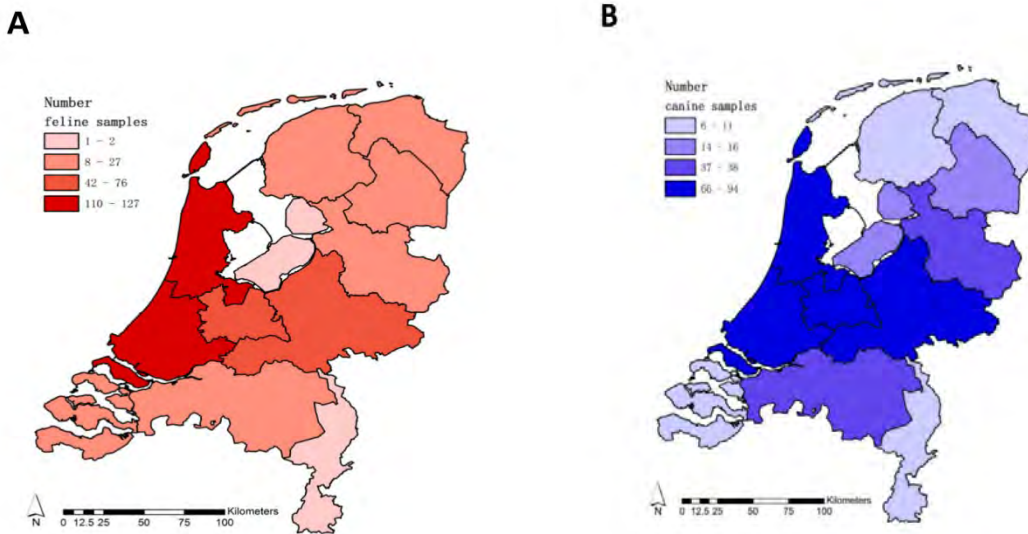 A
Number
feline samples
1 - 2
8 - 27
42 - 76
110 - 127
N
Kilometers
0 12.5 25 50 75 100
B
Number
canine samples
6 - 11
14 - 16
37 - 38
66 - 94
N
Kilometers
0 12.5 25 50 75 100